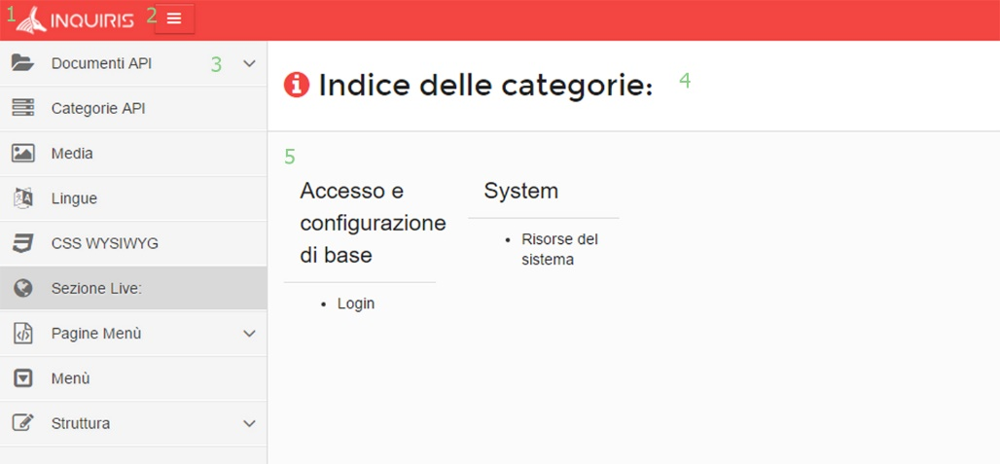 1 INQUIRIS 2
Documenti API 3
Categorie API
Media
Lingue
CSS WYSIWYG
Sezione Live:
Pagine Menù
Menù
Struttura
Indice delle categorie: 4
5
Accesso e
configurazione
di base
• Login
System
• Risorse del
sistema